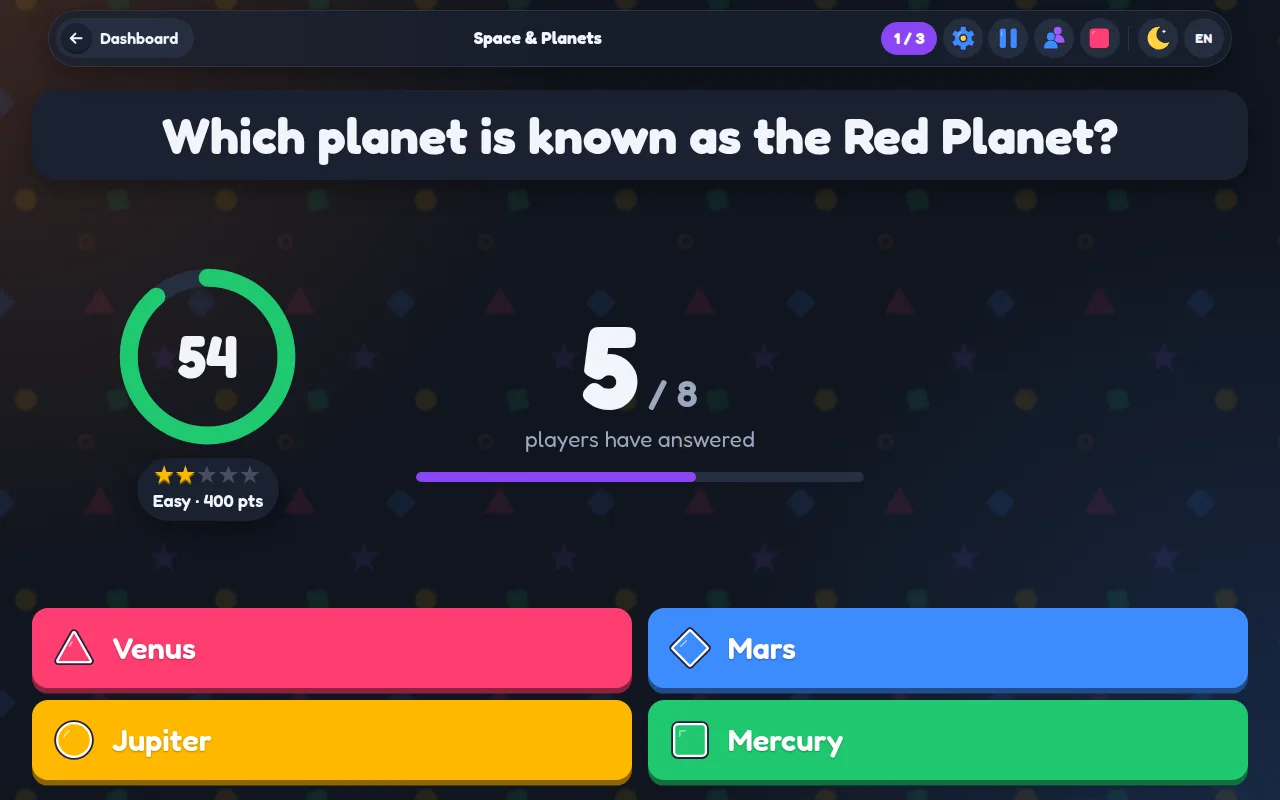 Dashboard
Space & Planets
1 / 3
EN
Which planet is known as the Red Planet?
54
Easy · 400 pts
5 / 8
players have answered
Venus
Mars
Jupiter
Mercury